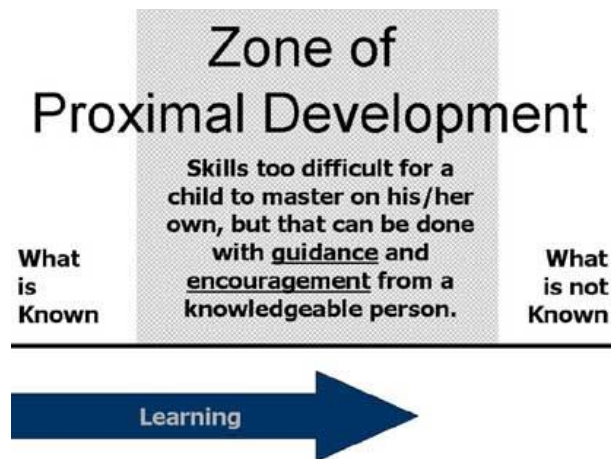 Zone of
Proximal Development
Skills too difficult for a
child to master on his/her
own, but that can be done
with guidance and
encouragement from a
knowledgeable person.
What
is
Known
What
is not
Known
Learning